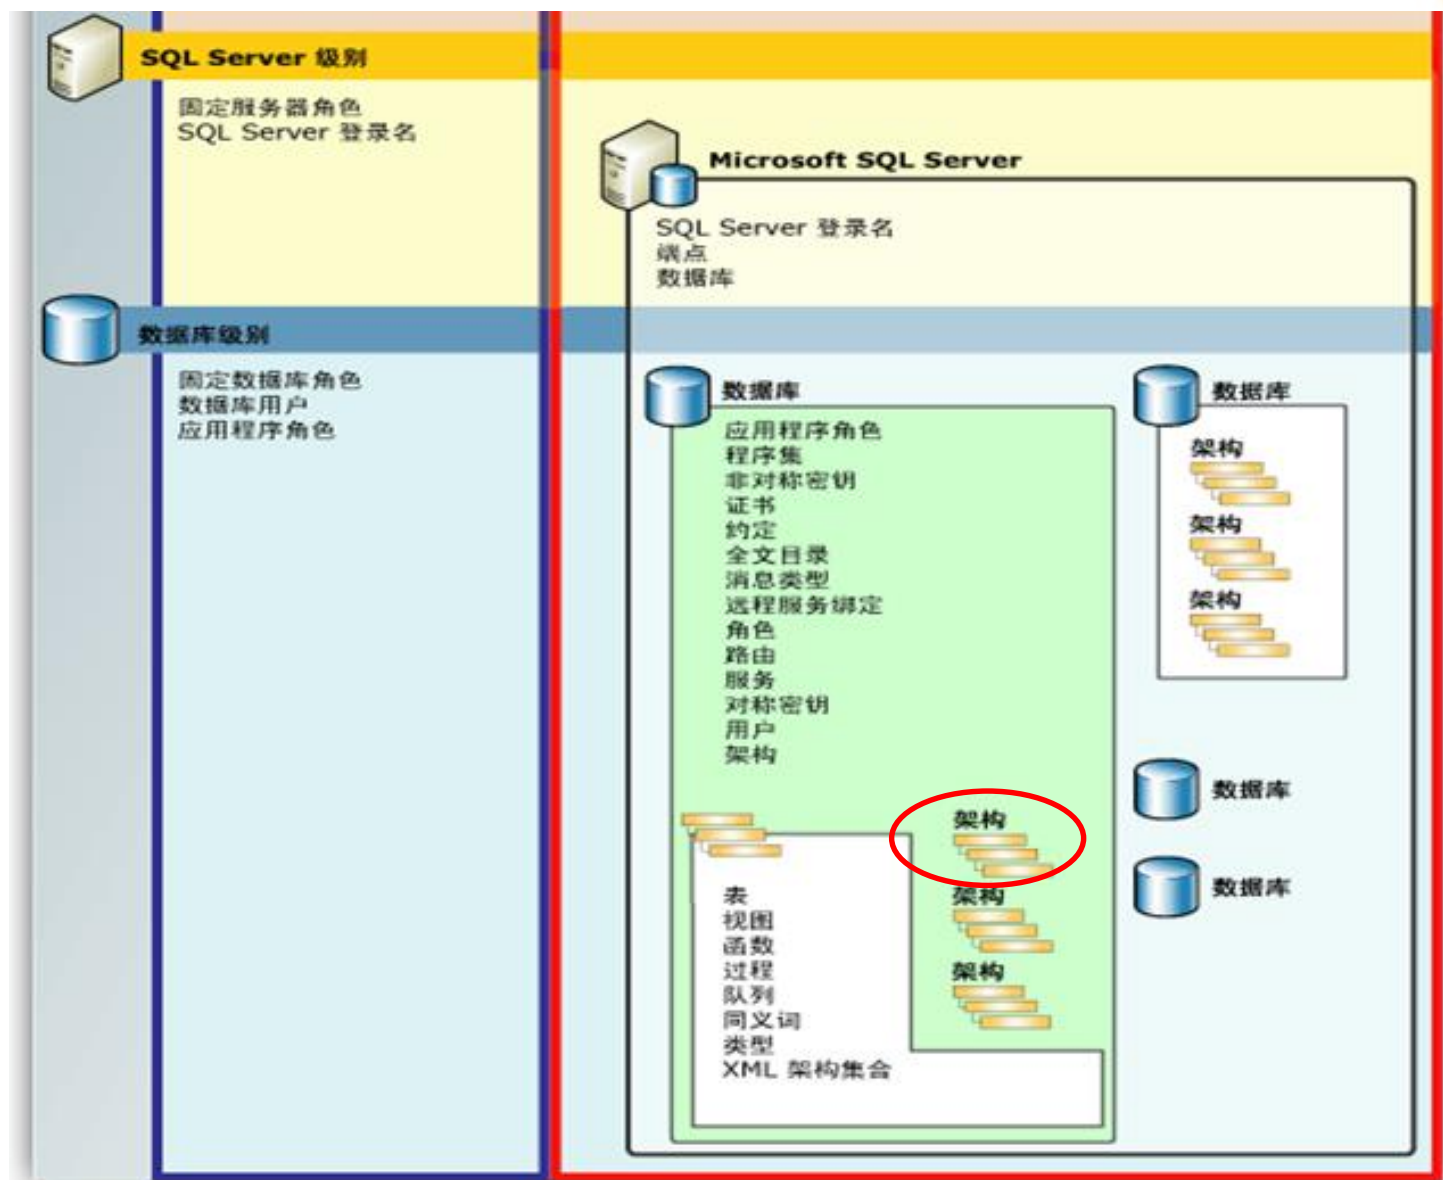 SQL Server 级别
固定服务器角色
SQL Server 登录名
Microsoft SQL Server
SQL Server 登录名
端点
数据库
数据库级别
固定数据库角色
数据库用户
应用程序角色
数据库
应用程序角色
程序集
非对称密钥
证书
约定
全文目录
消息类型
远程服务绑定
角色
路由
服务
对称密钥
用户
架构
表
视图
函数
过程
队列
同义词
类型
XML 架构集合
架构
架构
架构
数据库
架构
架构
架构
数据库
数据库